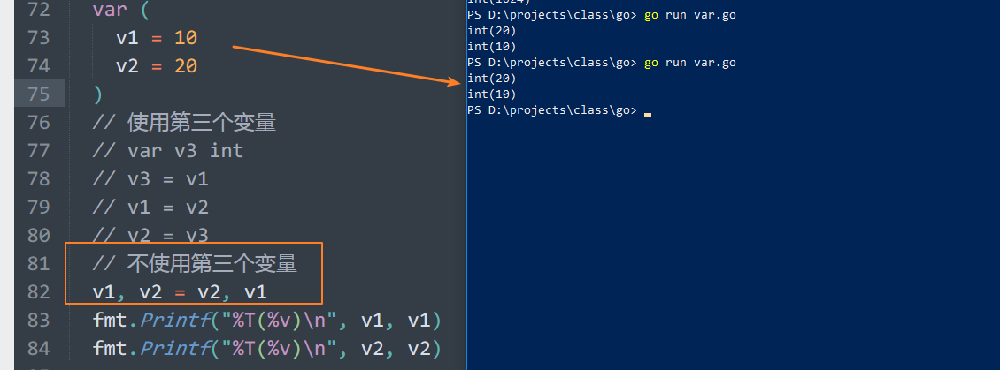 72 var (
73 v1 = 10
74 v2 = 20
75 )
76 // 使用第三个变量
77 // var v3 int
78 // v3 = v1
79 // v1 = v2
80 // v2 = v3
81 // 不使用第三个变量
82 v1, v2 = v2, v1
83 fmt.Printf("%T(%v)\n", v1, v1)
84 fmt.Printf("%T(%v)\n", v2, v2)
int(1024)
PS D:\projects\class\go> go run var.go
int(20)
int(10)
PS D:\projects\class\go> go run var.go
int(20)
int(10)
PS D:\projects\class\go>